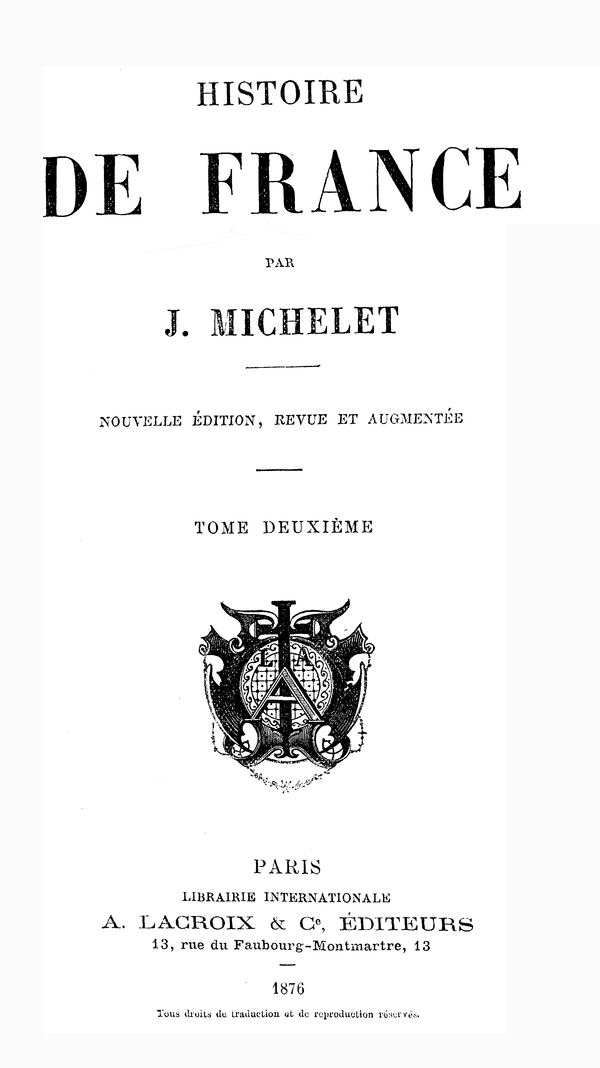 HISTOIRE
DE FRANCE
PAR
J. MICHELET
NOUVELLE ÉDITION, REVUE ET AUGMENTÉE
TOME DEUXIÈME
PARIS
LIBRAIRIE INTERNATIONALE
A. LACROIX & Cᵉ, ÉDITEURS
13, rue du Faubourg-Montmartre, 13
1876
Tous droits de traduction et de reproduction réservés.